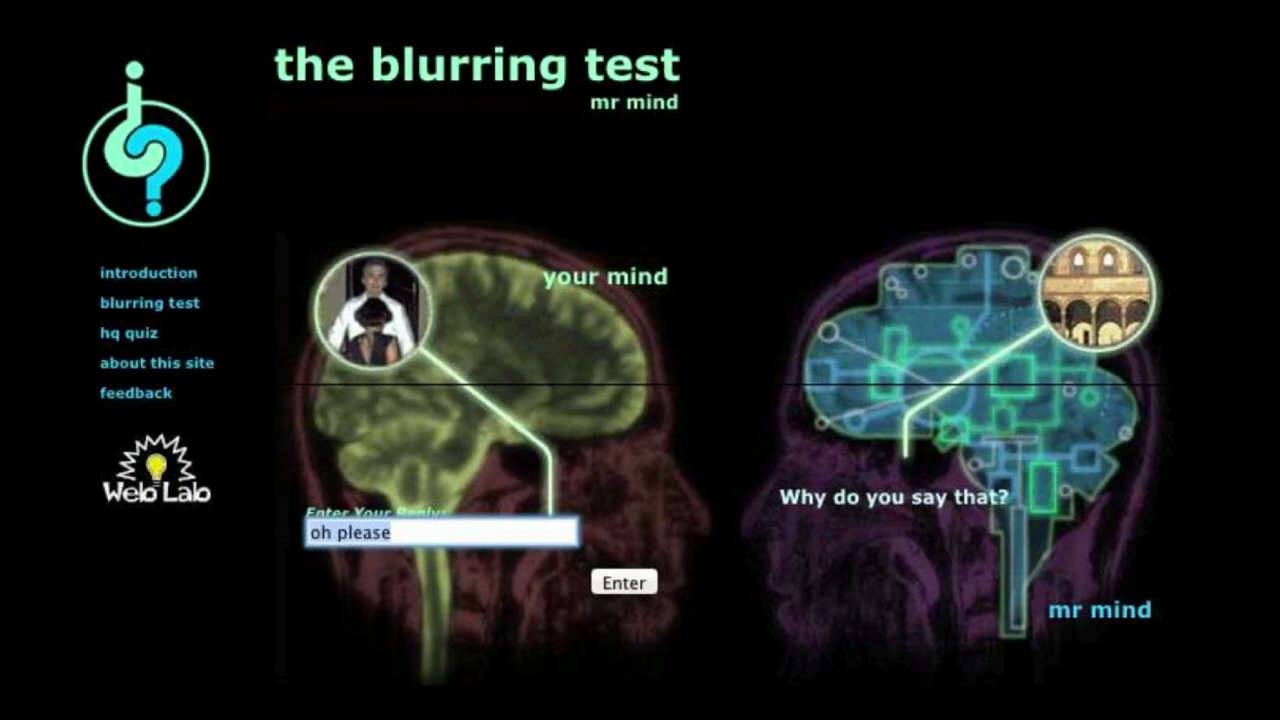 the blurring test
mr mind
introduction
blurring test
hq quiz
about this site
feedback
Web Lab
your mind
Enter Your Reply:
oh please
Enter
Why do you say that?
mr mind